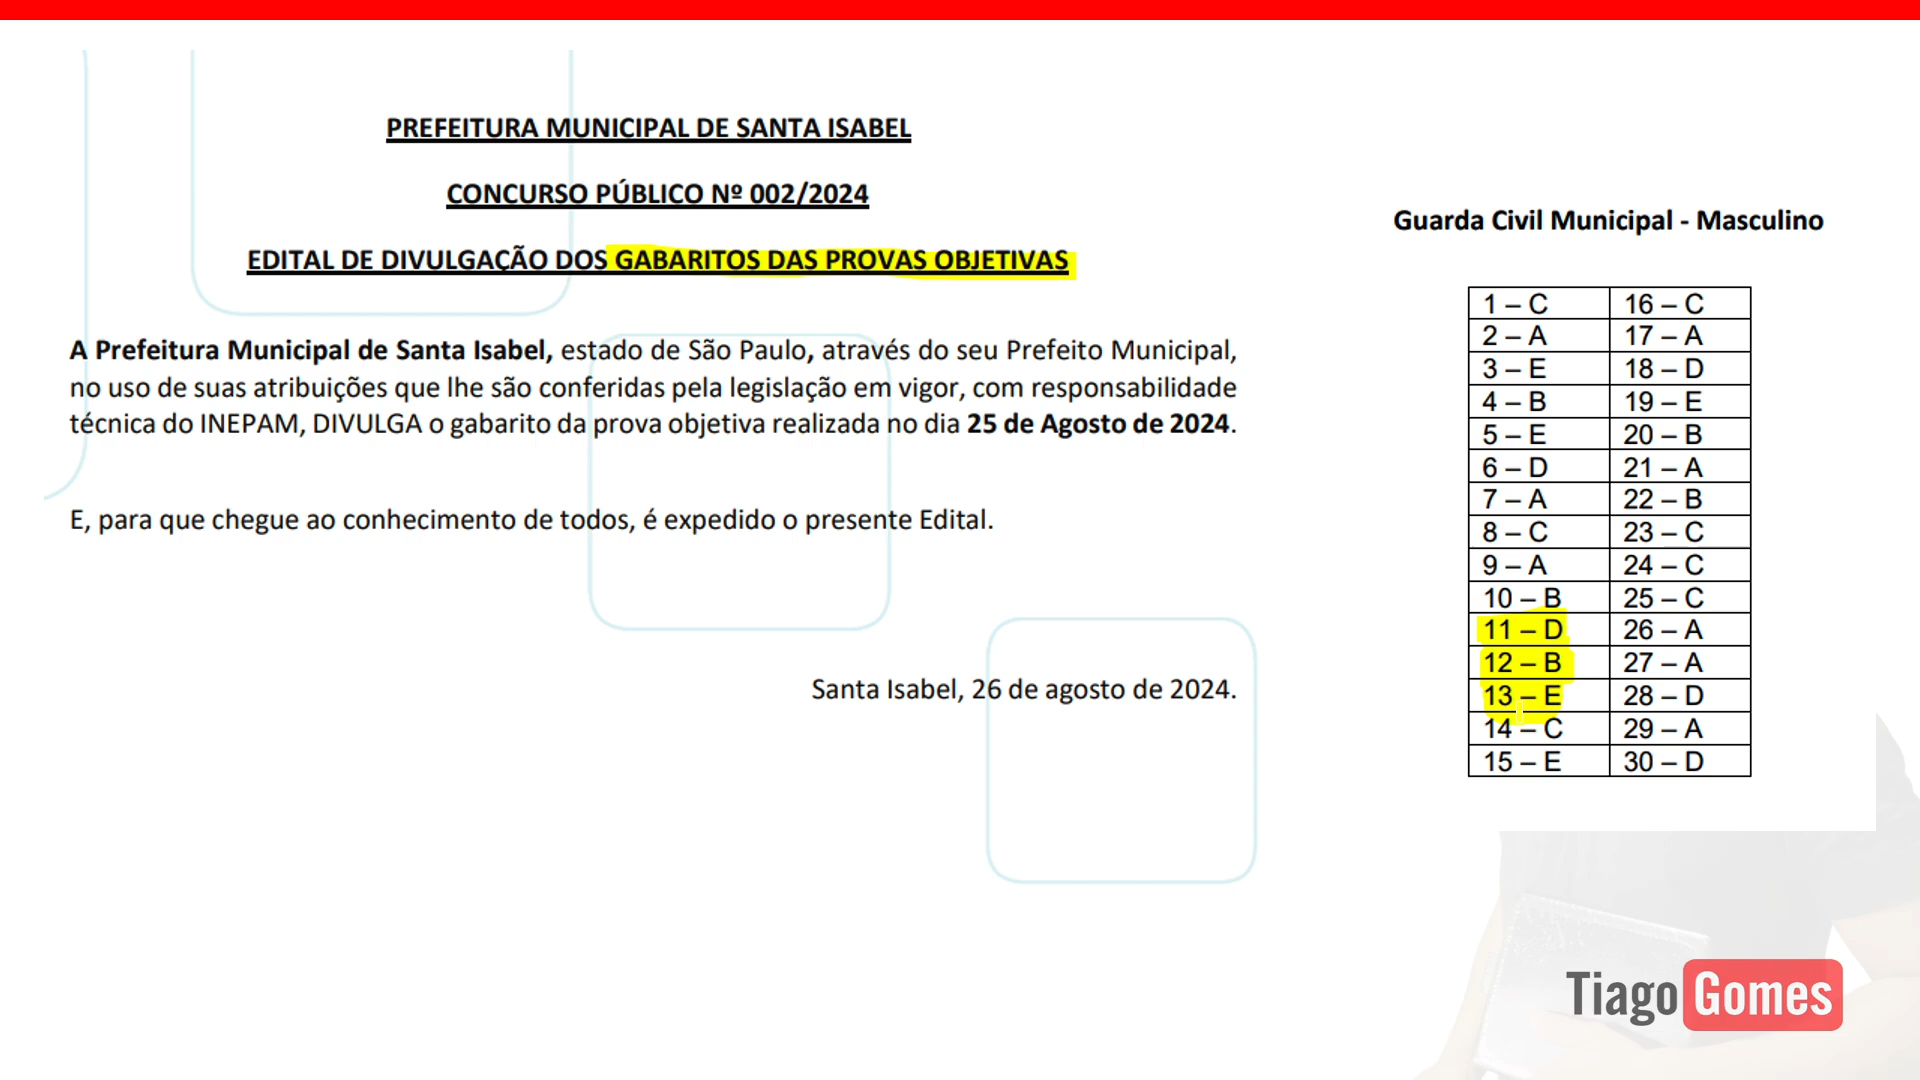 PREFEITURA MUNICIPAL DE SANTA ISABEL
CONCURSO PÚBLICO Nº 002/2024
EDITAL DE DIVULGAÇÃO DOS GABARITOS DAS PROVAS OBJETIVAS
A Prefeitura Municipal de Santa Isabel, estado de São Paulo, através do seu Prefeito Municipal,
no uso de suas atribuições que lhe são conferidas pela legislação em vigor, com responsabilidade
técnica do INEPAM, DIVULGA o gabarito da prova objetiva realizada no dia 25 de Agosto de 2024.
E, para que chegue ao conhecimento de todos, é expedido o presente Edital.
Santa Isabel, 26 de agosto de 2024.
Guarda Civil Municipal - Masculino
1 – C 16 – C
2 – A 17 – A
3 – E 18 – D
4 – B 19 – E
5 – E 20 – B
6 – D 21 – A
7 – A 22 – B
8 – C 23 – C
9 – A 24 – C
10 – B 25 – C
11 – D 26 – A
12 – B 27 – A
13 – E 28 – D
14 – C 29 – A
15 – E 30 – D
Tiago Gomes